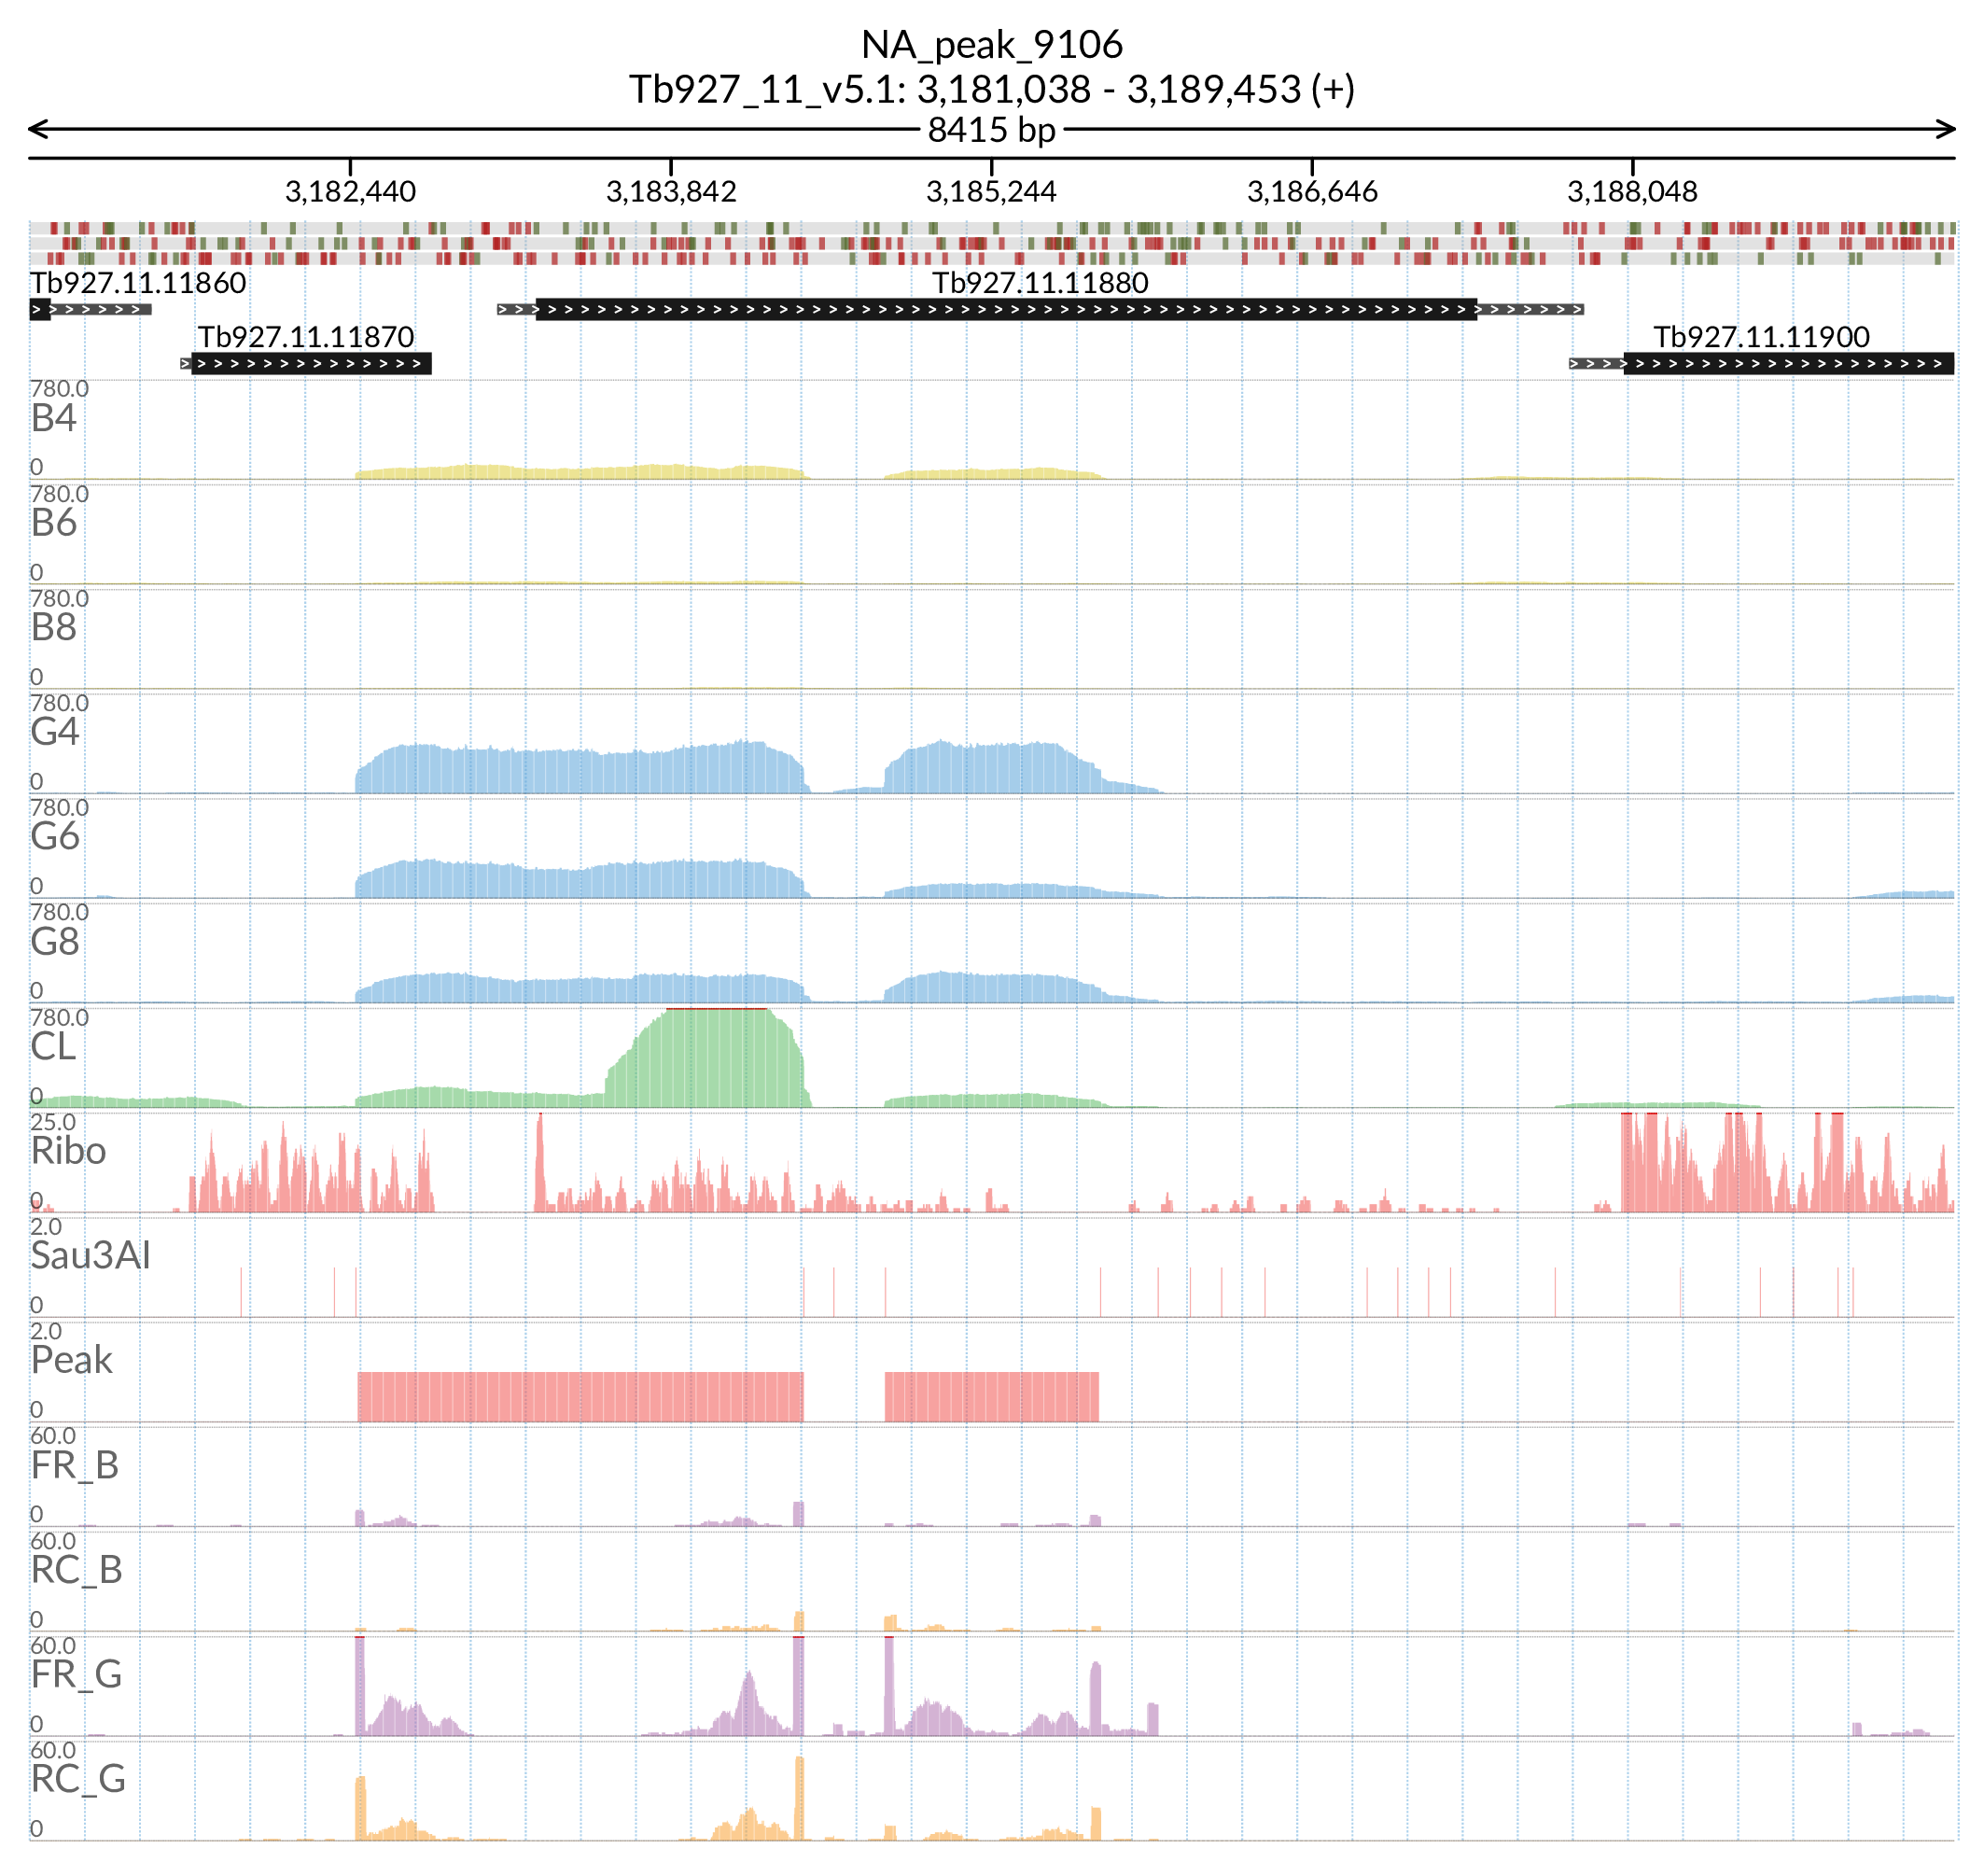 NA_peak_9106
Tb927_11_v5.1: 3,181,038 - 3,189,453 (+)
8415 bp
3,182,440 3,183,842 3,185,244 3,186,646 3,188,048
Tb927.11.11860 Tb927.11.11880
Tb927.11.11870 Tb927.11.11900
780.0
B4
0
780.0
B6
0
780.0
B8
0
780.0
G4
0
780.0
G6
0
780.0
G8
0
780.0
CL
0
25.0
Ribo
0
2.0
Sau3AI
0
2.0
Peak
0
60.0
FR_B
0
60.0
RC_B
0
60.0
FR_G
0
60.0
RC_G
0